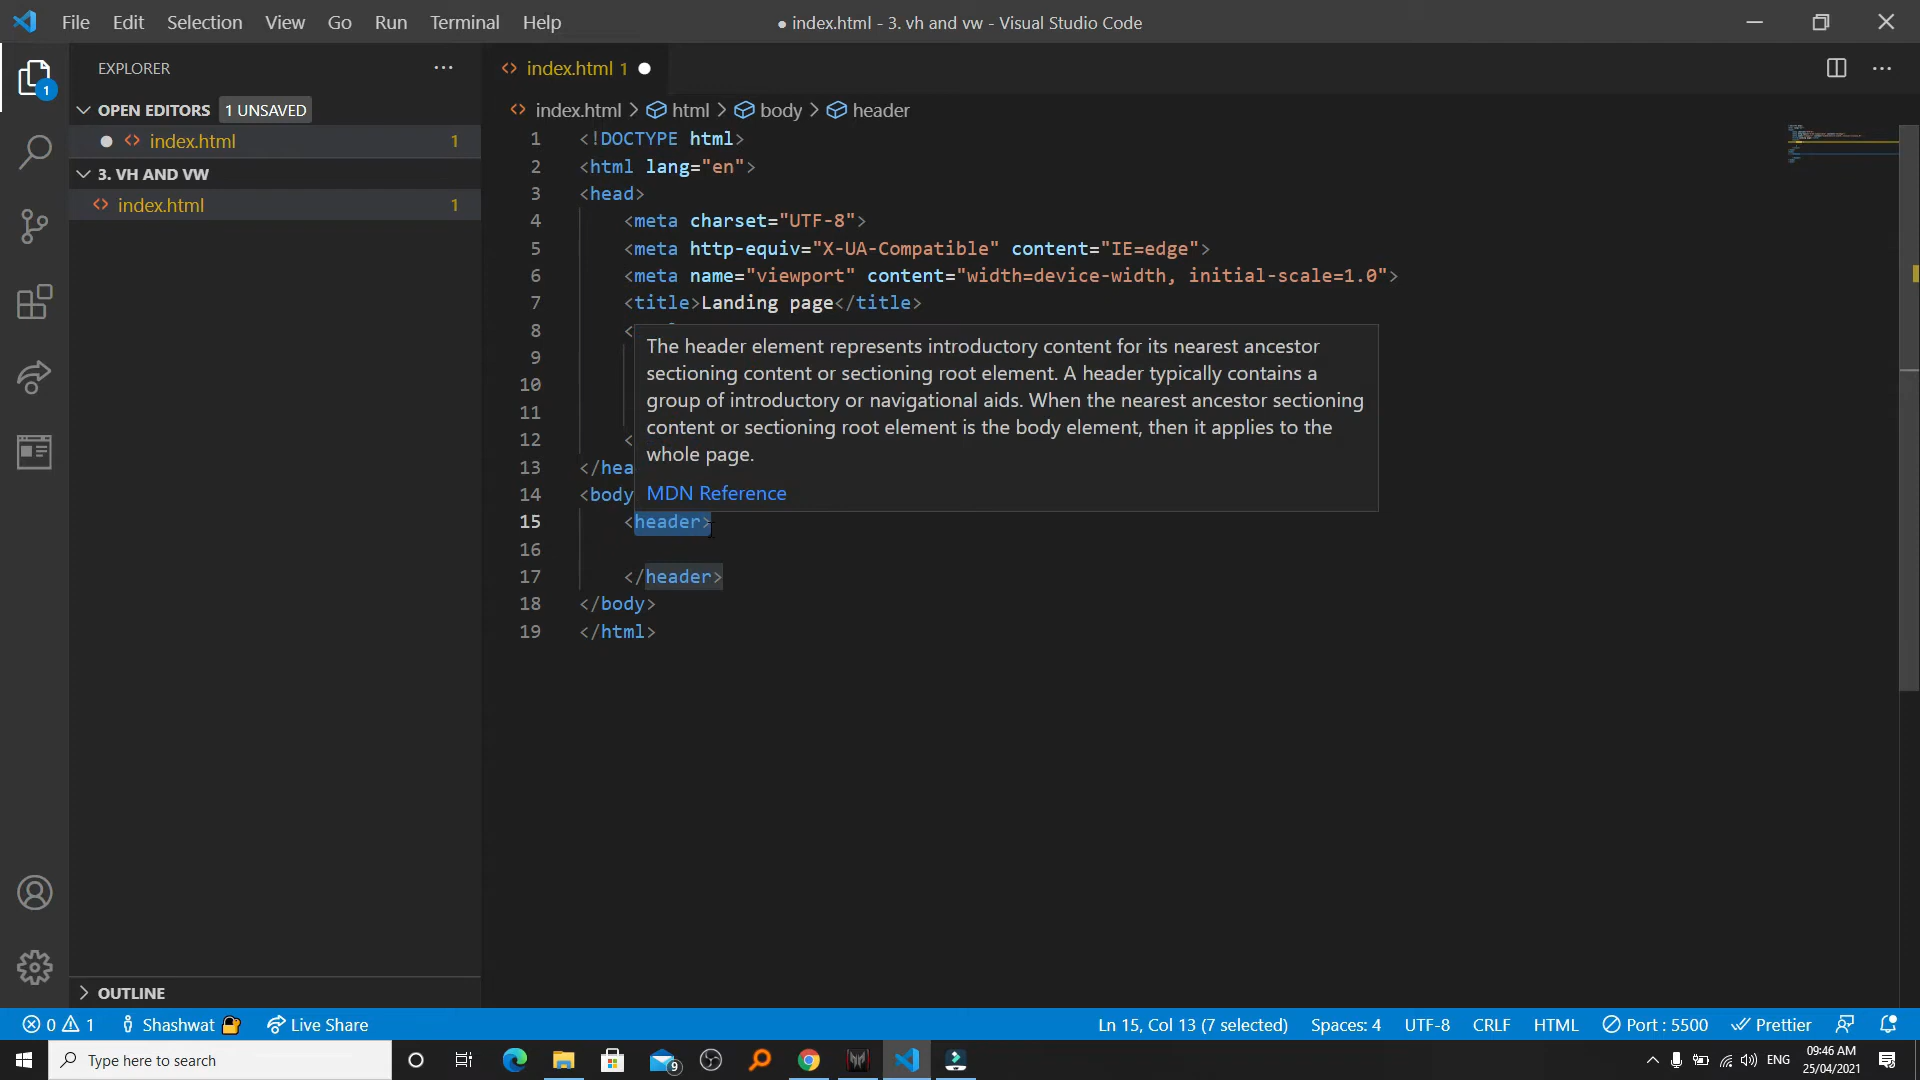 File Edit Selection View Go Run Terminal Help
● index.html - 3. vh and vw - Visual Studio Code
EXPLORER
OPEN EDITORS 1 UNSAVED
index.html 1
3. VH AND VW
index.html 1
OUTLINE
1
index.html 1
index.html > html > body > header
1 <!DOCTYPE html>
2 <html lang="en">
3 <head>
4 <meta charset="UTF-8">
5 <meta http-equiv="X-UA-Compatible" content="IE=edge">
6 <meta name="viewport" content="width=device-width, initial-scale=1.0">
7 <title>Landing page</title>
8 <
9
10
11
12 <
13 </hea
14 <body
The header element represents introductory content for its nearest ancestor
sectioning content or sectioning root element. A header typically contains a
group of introductory or navigational aids. When the nearest ancestor sectioning
content or sectioning root element is the body element, then it applies to the
whole page.
MDN Reference
15 <header>
16
17 </header>
18 </body>
19 </html>
0 1 Shashwat Live Share
Ln 15, Col 13 (7 selected) Spaces: 4 UTF-8 CRLF HTML Port : 5500 Prettier
Type here to search
9
ENG
09:46 AM
25/04/2021